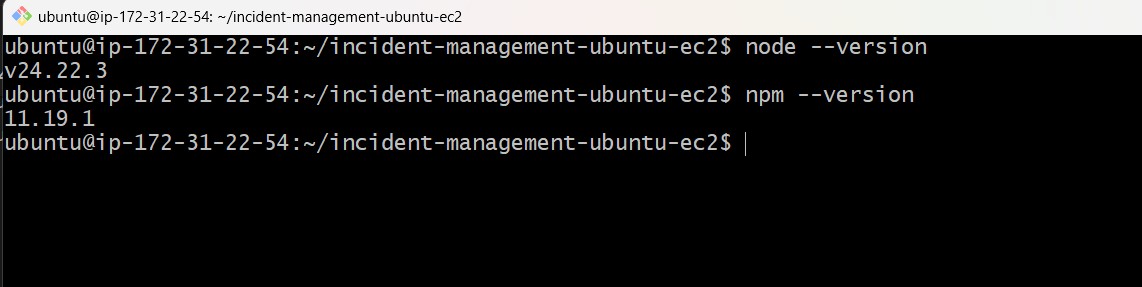 ubuntu@ip-172-31-22-54: ~/incident-management-ubuntu-ec2
ubuntu@ip-172-31-22-54:~/incident-management-ubuntu-ec2$ node --version
v24.22.3
ubuntu@ip-172-31-22-54:~/incident-management-ubuntu-ec2$ npm --version
11.19.1
ubuntu@ip-172-31-22-54:~/incident-management-ubuntu-ec2$